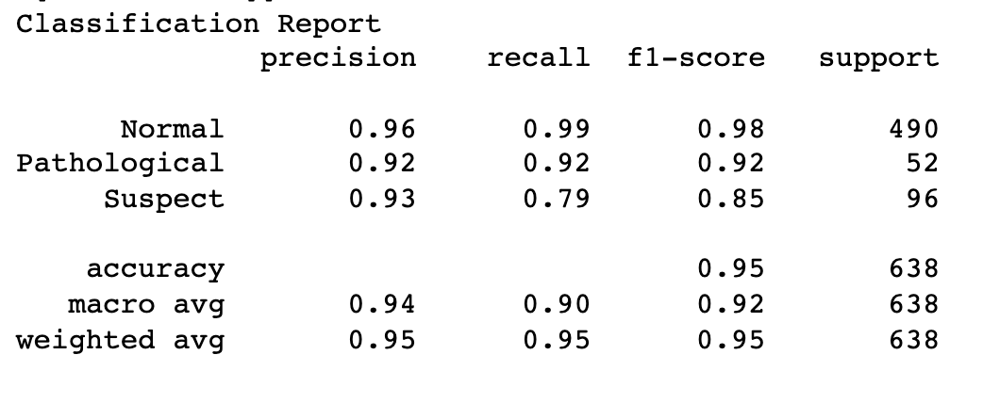 Classification Report
precision recall f1-score support
Normal 0.96 0.99 0.98 490
Pathological 0.92 0.92 0.92 52
Suspect 0.93 0.79 0.85 96
accuracy 0.95 638
macro avg 0.94 0.90 0.92 638
weighted avg 0.95 0.95 0.95 638